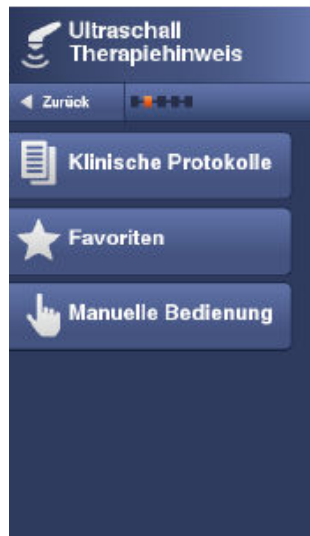 Ultraschall
Therapiehinweis
Zurück
Klinische Protokolle
Favoriten
Manuelle Bedienung